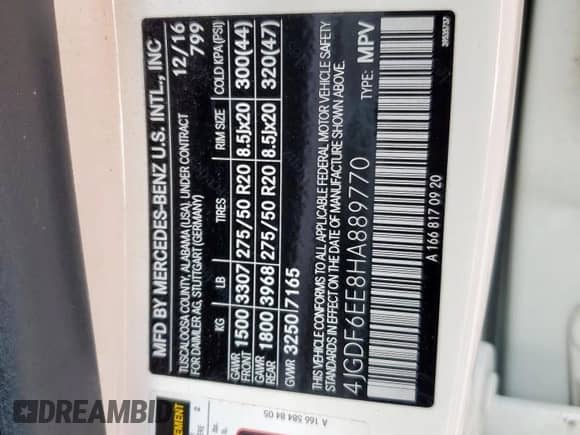 MFD BY MERCEDES-BENZ U.S. INTL., INC
TUSCALOOSA COUNTY, ALABAMA (USA) UNDER CONTRACT
FOR DAIMLER AG, STUTTGART (GERMANY)
12/16
799
KG LB TIRES RIM SIZE COLD KPA(PSI)
GAWR FRONT 1500 3307 275/50 R20 8.5Jx20 300(44)
GAWR REAR 1800 3968 275/50 R20 8.5Jx20 320(47)
GVWR 3250 7165
THIS VEHICLE CONFORMS TO ALL APPLICABLE FEDERAL MOTOR VEHICLE SAFETY
STANDARDS IN EFFECT ON THE DATE OF MANUFACTURE SHOWN ABOVE.
4JGDF6EE8HA889770 TYPE: MPV
A 166 817 09 20
A 166 584 84 05
DREAMBID